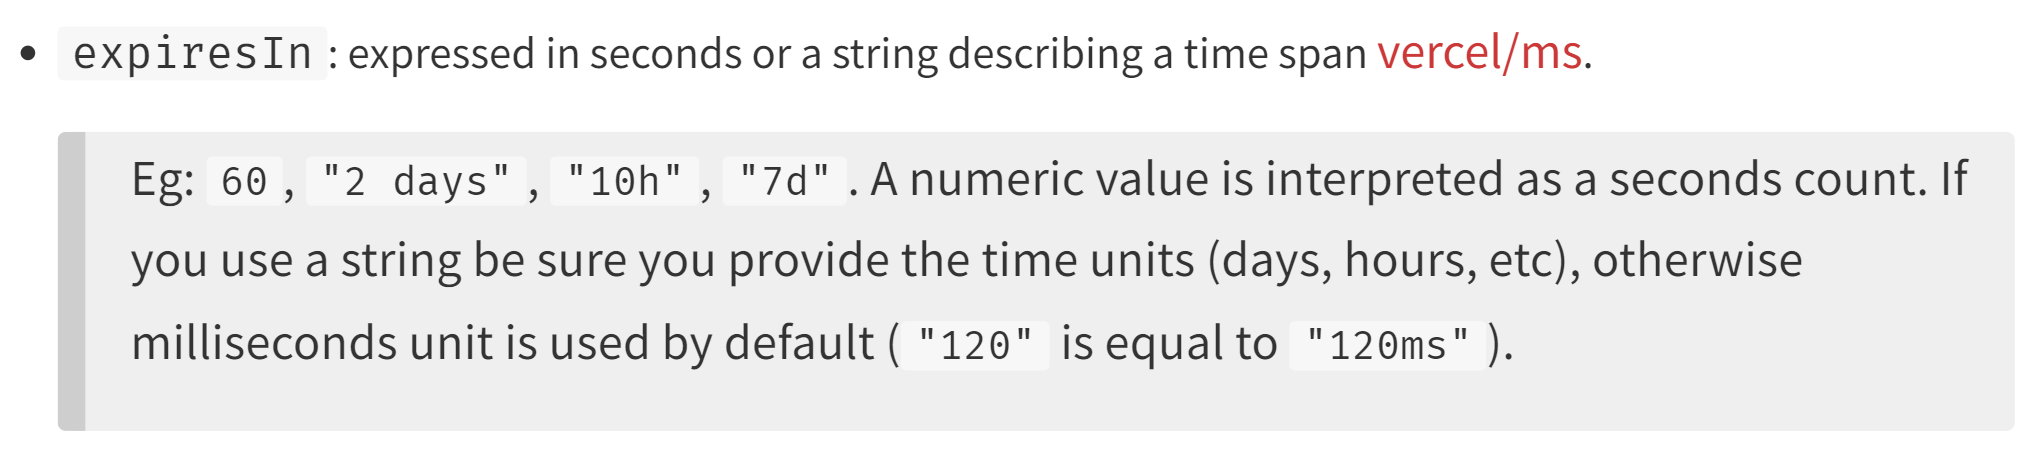 • expiresIn : expressed in seconds or a string describing a time span vercel/ms.
Eg: 60 , "2 days" , "10h" , "7d" . A numeric value is interpreted as a seconds count. If
you use a string be sure you provide the time units (days, hours, etc), otherwise
milliseconds unit is used by default ( "120" is equal to "120ms" ).